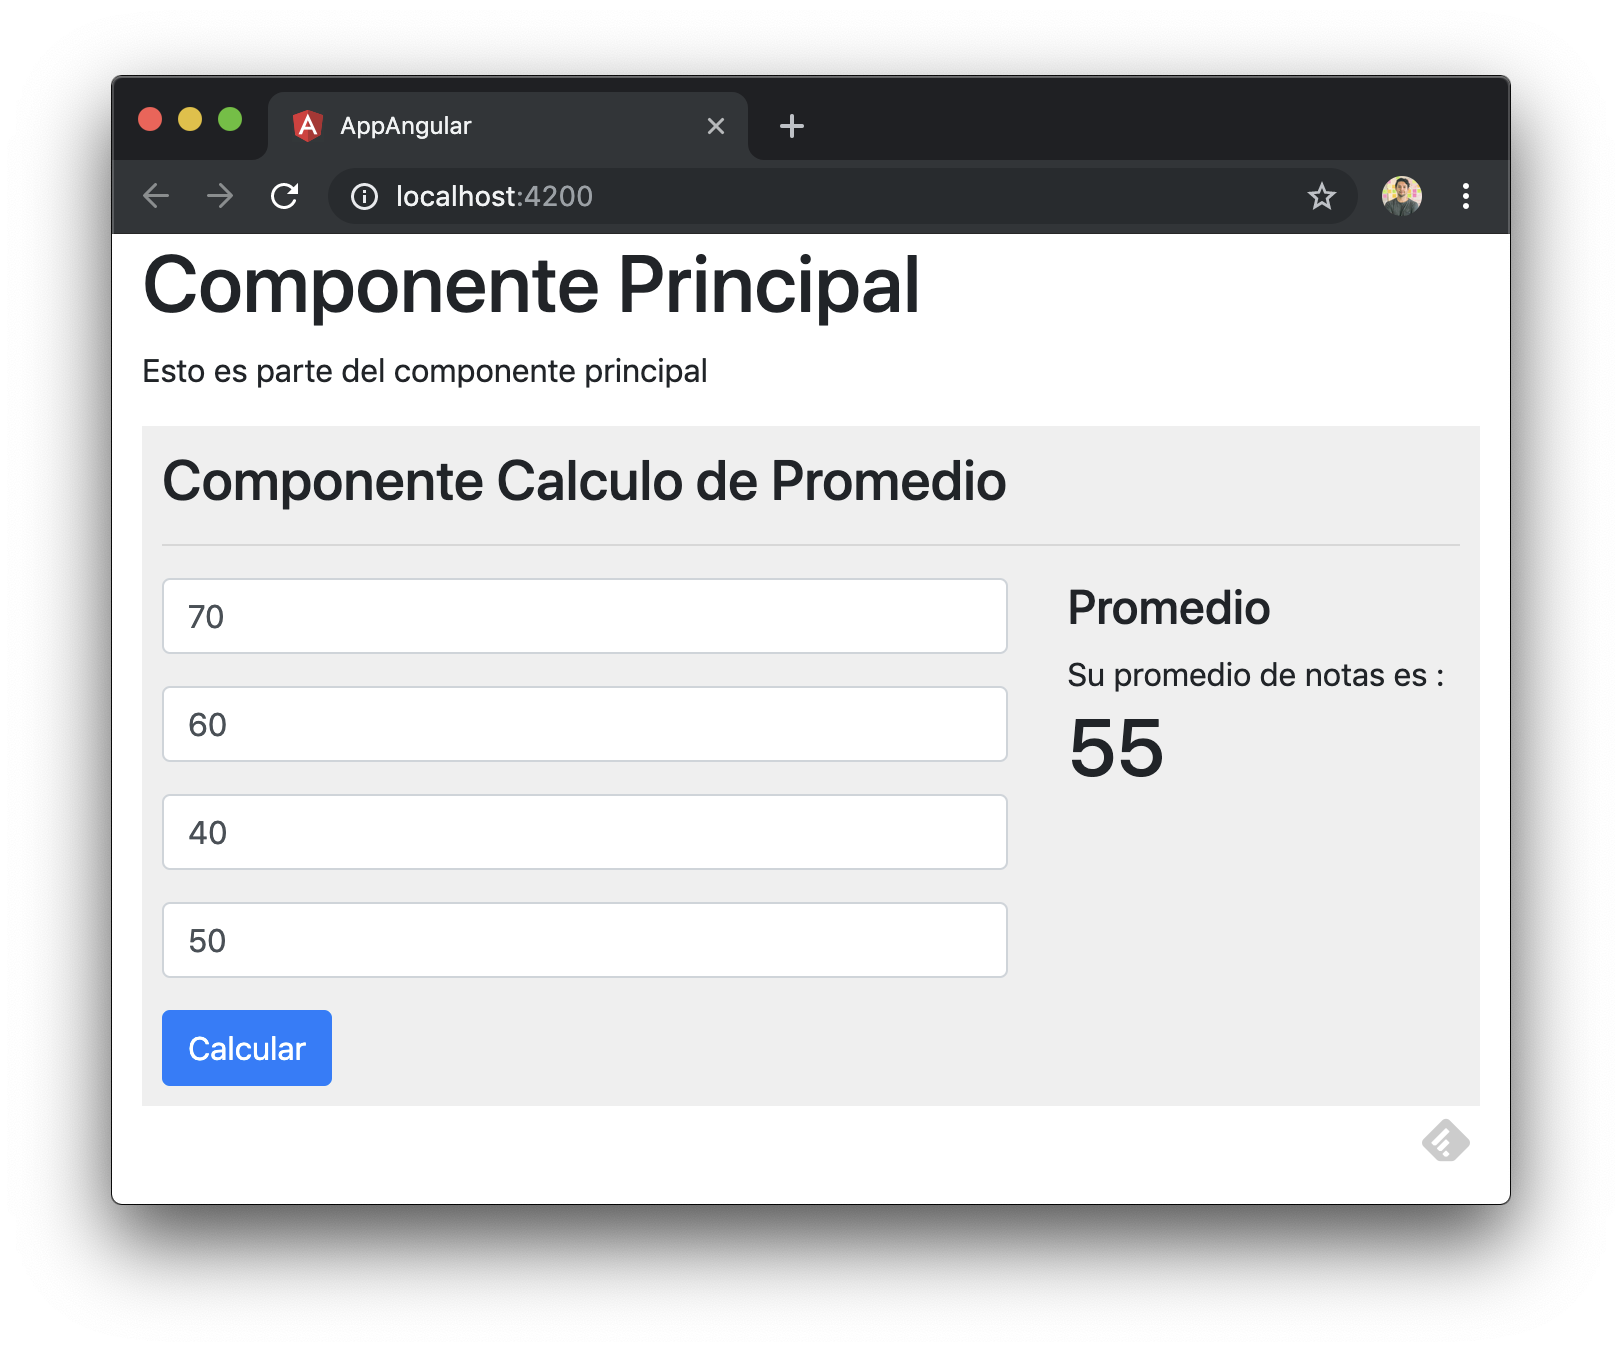 AppAngular
localhost:4200
Componente Principal
Esto es parte del componente principal
Componente Calculo de Promedio
70
60
40
50
Calcular
Promedio
Su promedio de notas es :
55